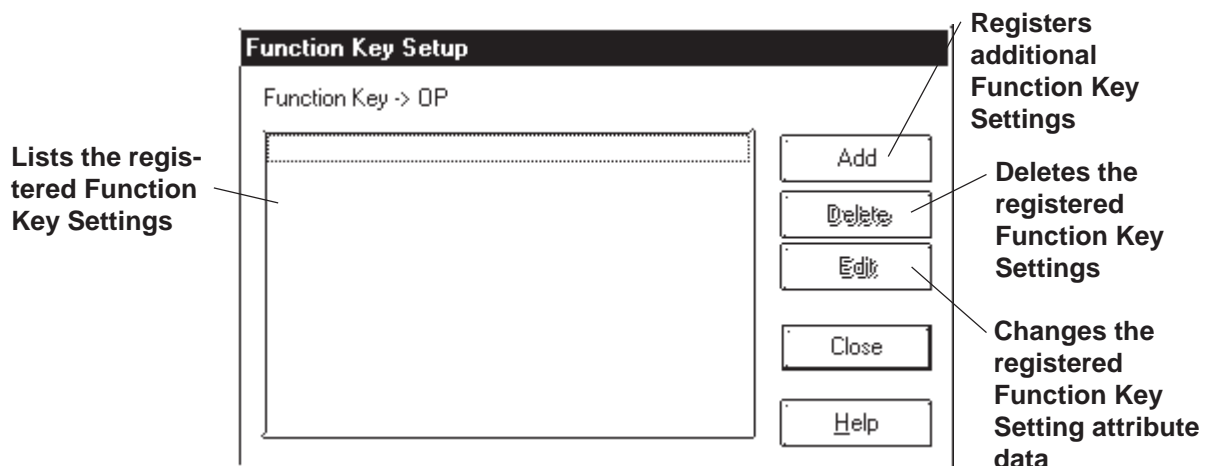 Function Key Setup
Function Key -> OP
Add
Delete
Edit
Close
Help
Lists the regis-
tered Function
Key Settings
Registers
additional
Function Key
Settings
Deletes the
registered
Function Key
Settings
Changes the
registered
Function Key
Setting attribute
data